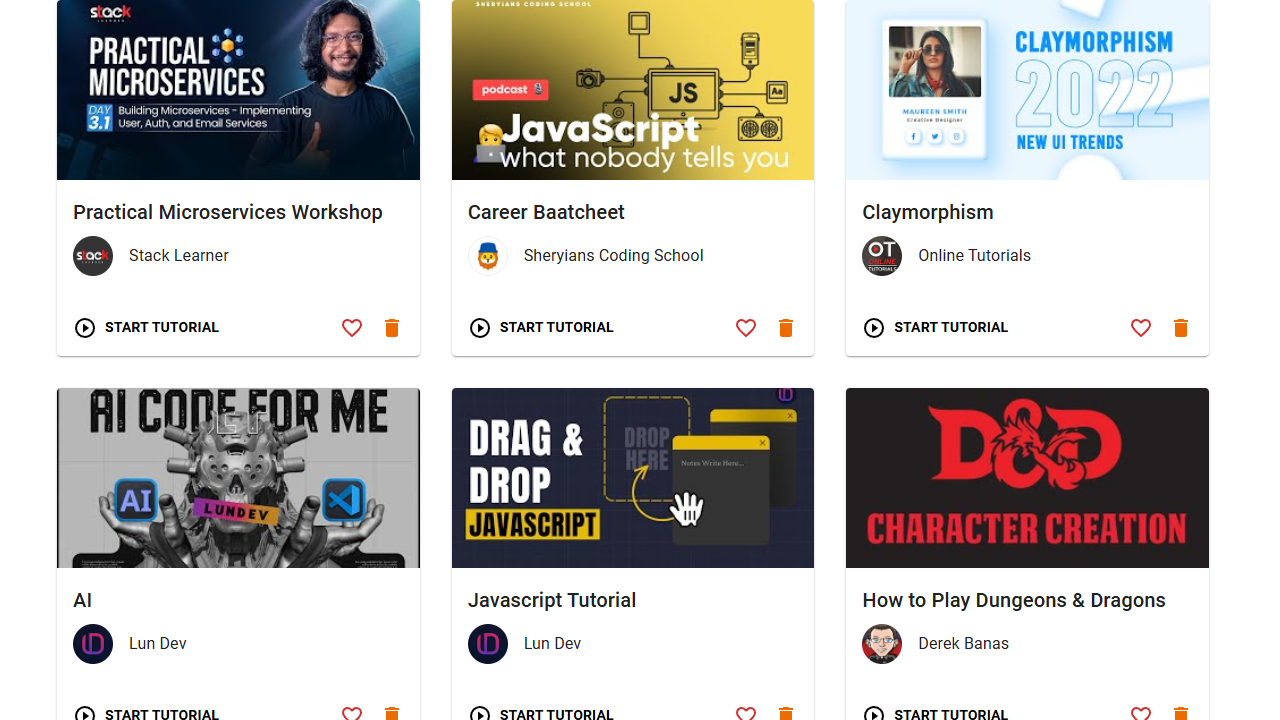 stack
LEARNER
PRACTICAL
MICROSERVICES
DAY
3.1
Building Microservices - Implementing
User, Auth, and Email Services
Practical Microservices Workshop
stack
LEARNER
Stack Learner
START TUTORIAL
SHERYIANS CODING SCHOOL
podcast
JS
Aa
JavaScript
what nobody tells you
Career Baatcheet
Sheryians Coding School
START TUTORIAL
MAUREEN SMITH
Creative Designer
CLAYMORPHISM
2022
NEW UI TRENDS
Claymorphism
OT
ONLINE
TUTORIALS
Online Tutorials
START TUTORIAL
AI CODE FOR ME
AI
LUNDEV
AI
Lun Dev
START TUTORIAL
DRAG &
DROP
JAVASCRIPT
DROP
HERE
Notes Write Here...
Javascript Tutorial
Lun Dev
START TUTORIAL
D&D
CHARACTER CREATION
How to Play Dungeons & Dragons
Derek Banas
START TUTORIAL